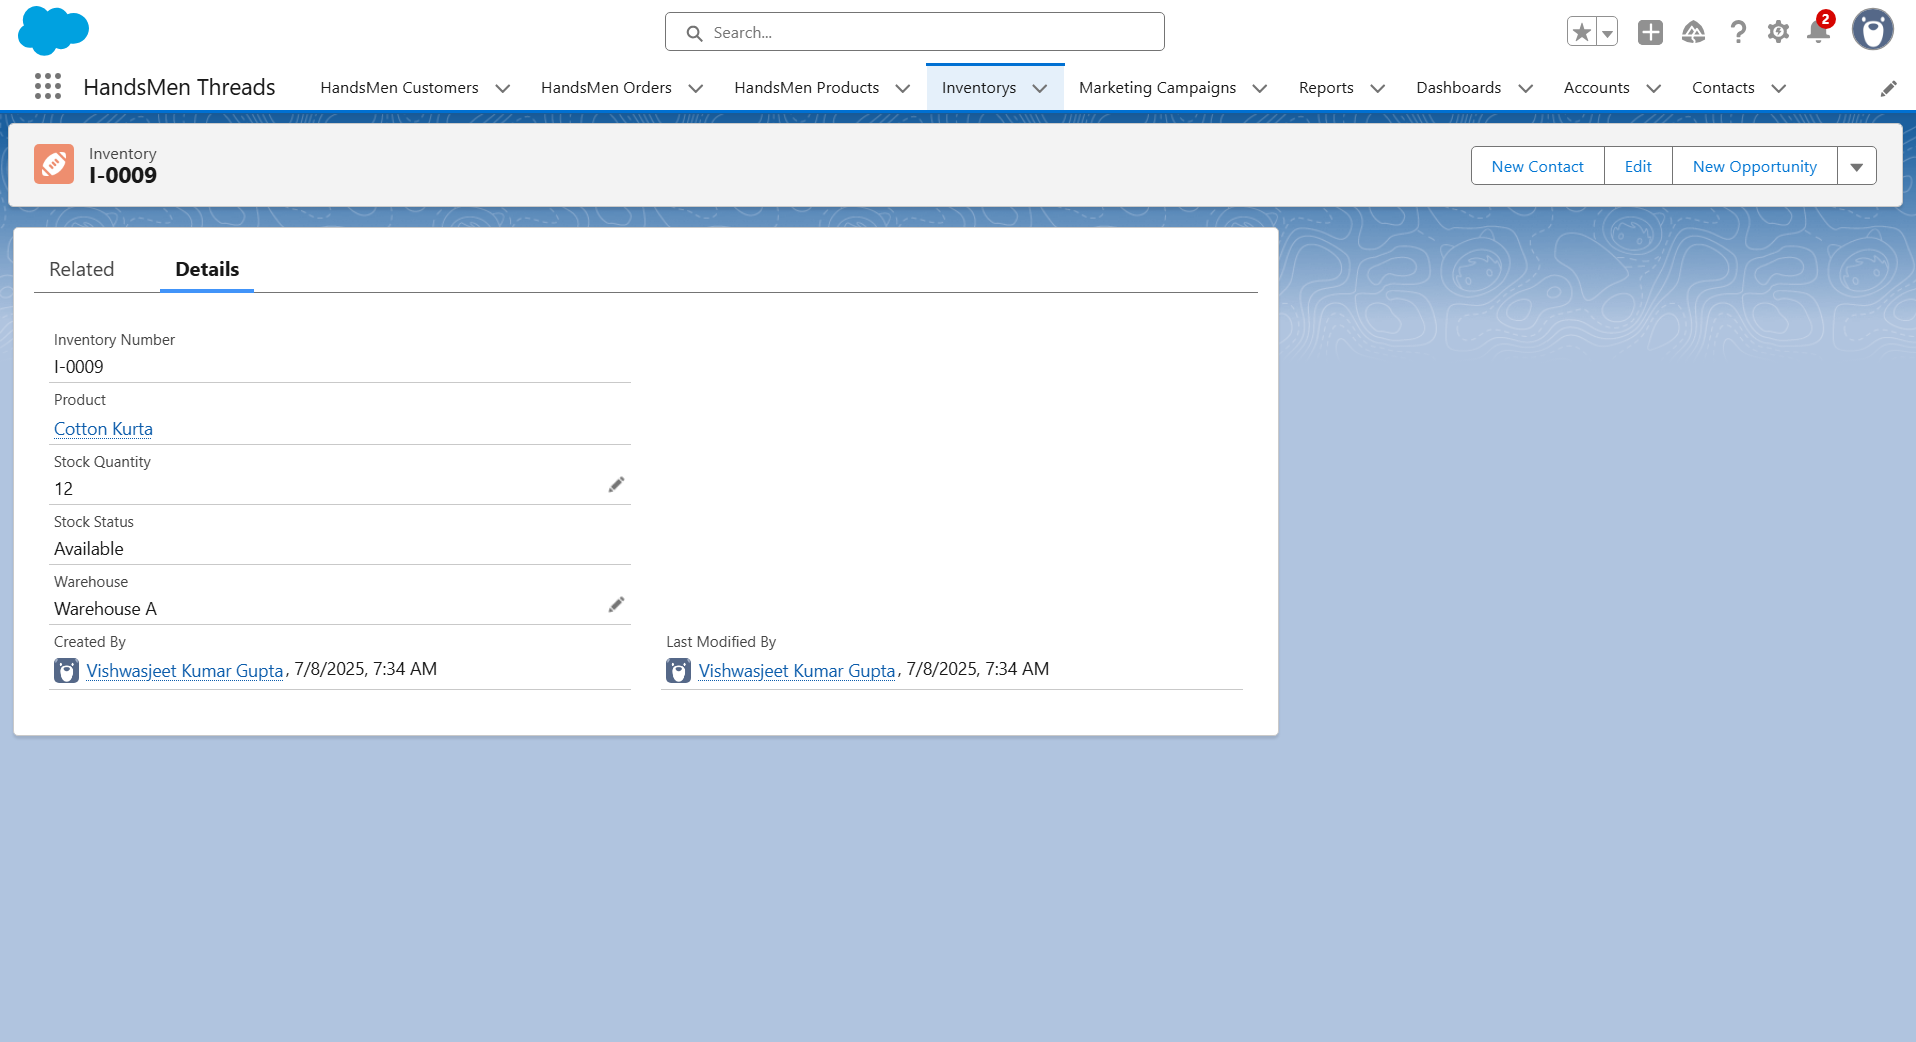 Search...
2
HandsMen Threads
HandsMen Customers
HandsMen Orders
HandsMen Products
Inventorys
Marketing Campaigns
Reports
Dashboards
Accounts
Contacts
Inventory
I-0009
New Contact
Edit
New Opportunity
Related
Details
Inventory Number
I-0009
Product
Cotton Kurta
Stock Quantity
12
Stock Status
Available
Warehouse
Warehouse A
Created By
Vishwasjeet Kumar Gupta, 7/8/2025, 7:34 AM
Last Modified By
Vishwasjeet Kumar Gupta, 7/8/2025, 7:34 AM